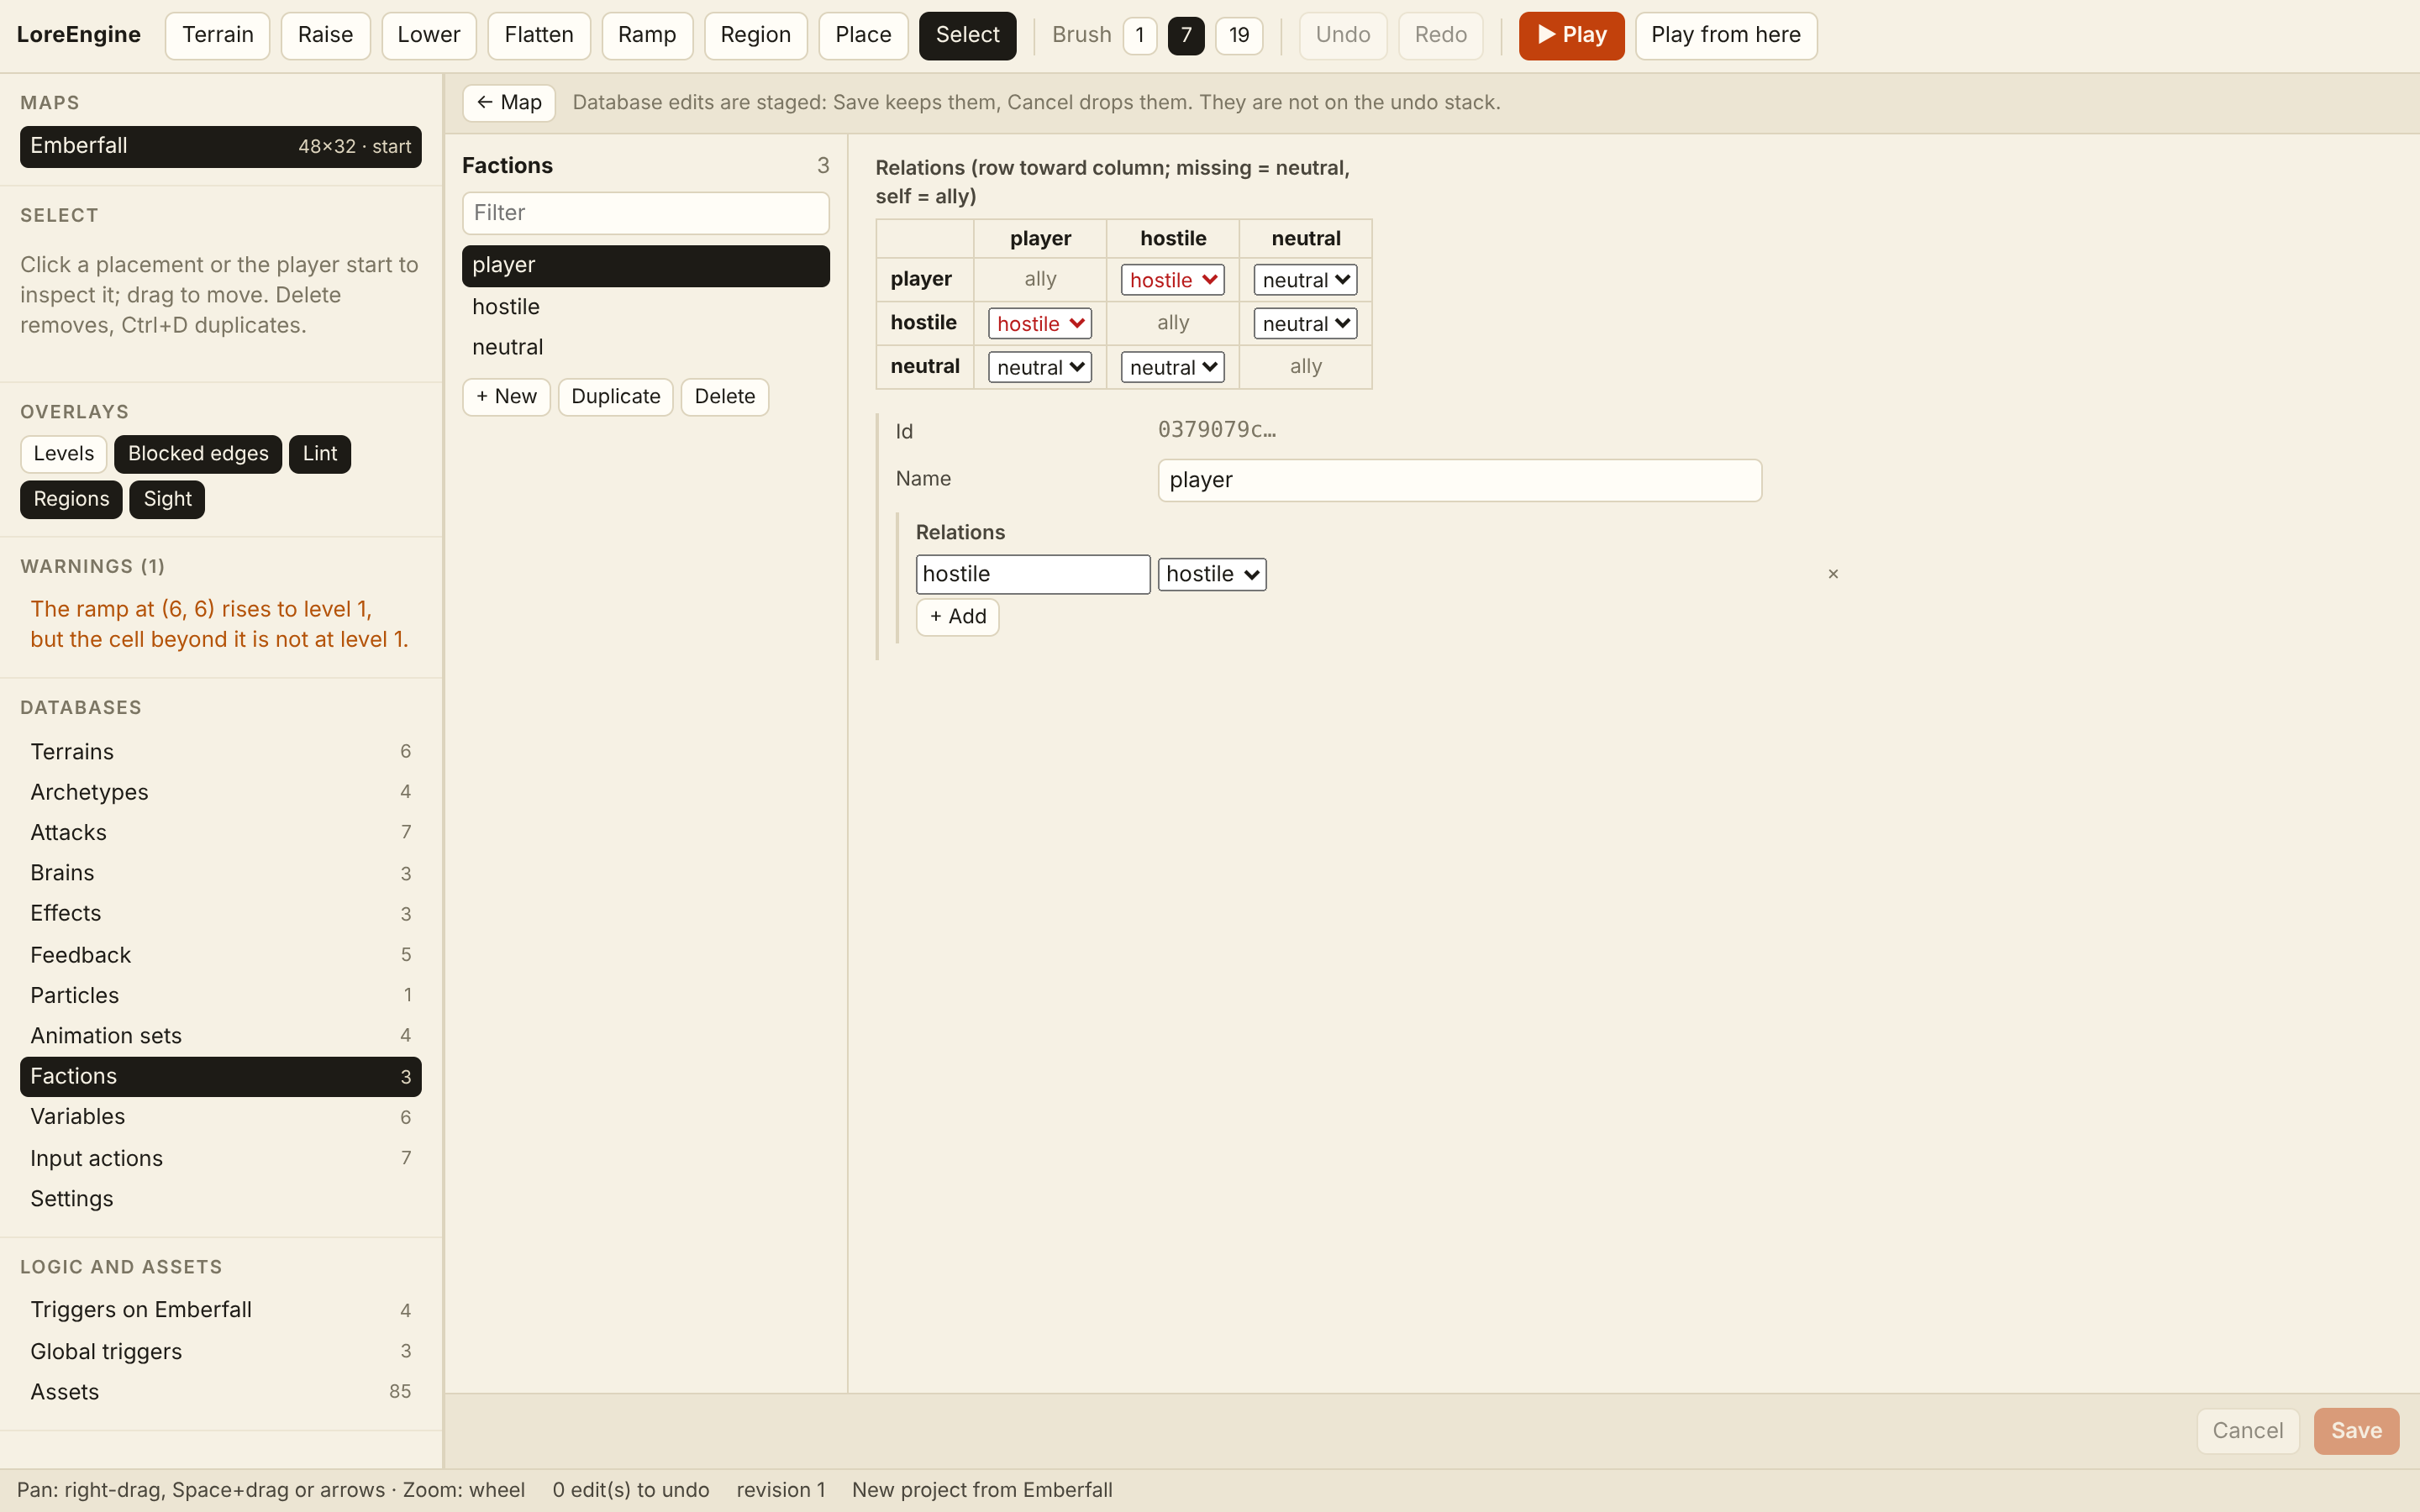 LoreEngine Terrain Raise Lower Flatten Ramp Region Place Select Brush 1 7 19 Undo Redo ▶ Play Play from here
MAPS
Emberfall 48×32 · start
SELECT
Click a placement or the player start to
inspect it; drag to move. Delete
removes, Ctrl+D duplicates.
OVERLAYS
Levels Blocked edges Lint
Regions Sight
WARNINGS (1)
The ramp at (6, 6) rises to level 1,
but the cell beyond it is not at level 1.
DATABASES
Terrains 6
Archetypes 4
Attacks 7
Brains 3
Effects 3
Feedback 5
Particles 1
Animation sets 4
Factions 3
Variables 6
Input actions 7
Settings
LOGIC AND ASSETS
Triggers on Emberfall 4
Global triggers 3
Assets 85
← Map Database edits are staged: Save keeps them, Cancel drops them. They are not on the undo stack.
Factions 3
Filter
player
hostile
neutral
+ New Duplicate Delete
Relations (row toward column; missing = neutral,
self = ally)
player hostile neutral
player ally hostile neutral
hostile hostile ally neutral
neutral neutral neutral ally
Id 0379079c…
Name player
Relations
hostile hostile ×
+ Add
Cancel Save
Pan: right-drag, Space+drag or arrows · Zoom: wheel 0 edit(s) to undo revision 1 New project from Emberfall